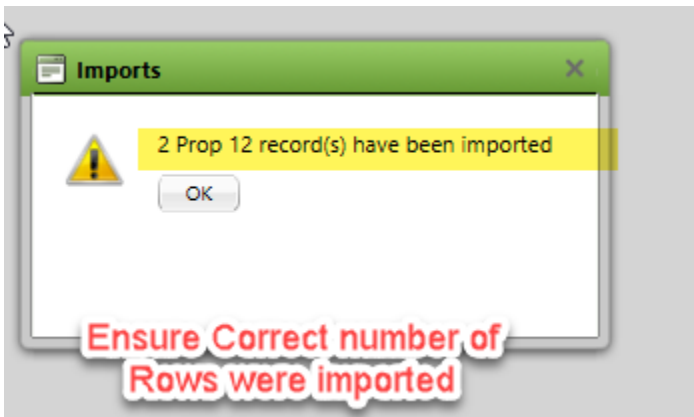 Imports
2 Prop 12 record(s) have been imported
OK
Ensure Correct number of
Rows were imported